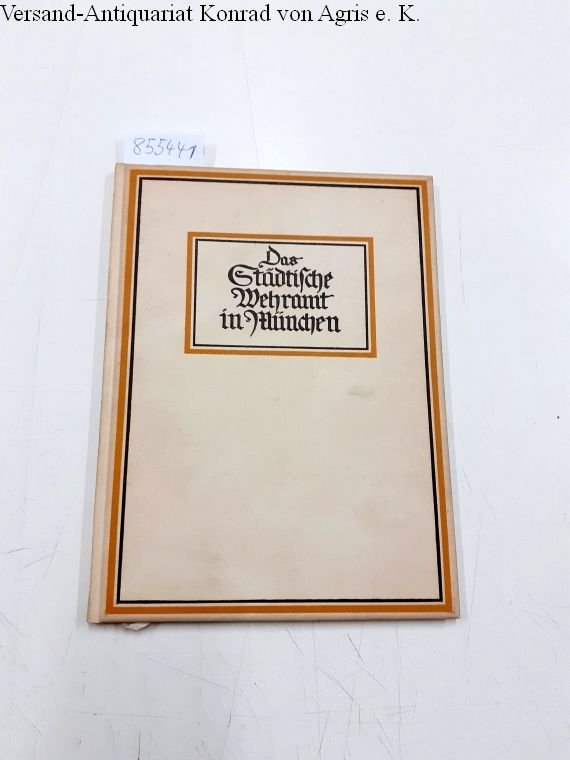 Versand-Antiquariat Konrad von Agris e. K.
855441
Das
Städtische
Wehramt
in München